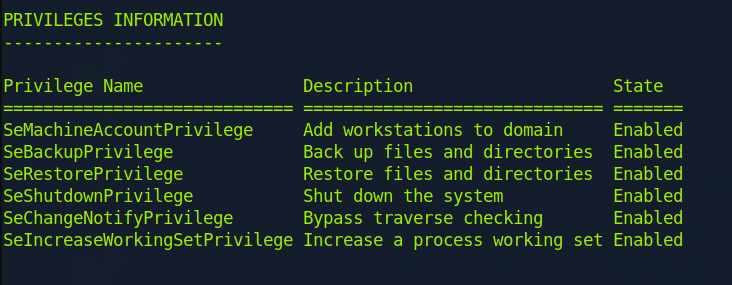 PRIVILEGES INFORMATION
----------------------
Privilege Name                Description                    State
============================= ============================== =======
SeMachineAccountPrivilege     Add workstations to domain     Enabled
SeBackupPrivilege             Back up files and directories  Enabled
SeRestorePrivilege            Restore files and directories  Enabled
SeShutdownPrivilege           Shut down the system           Enabled
SeChangeNotifyPrivilege       Bypass traverse checking       Enabled
SeIncreaseWorkingSetPrivilege Increase a process working set Enabled